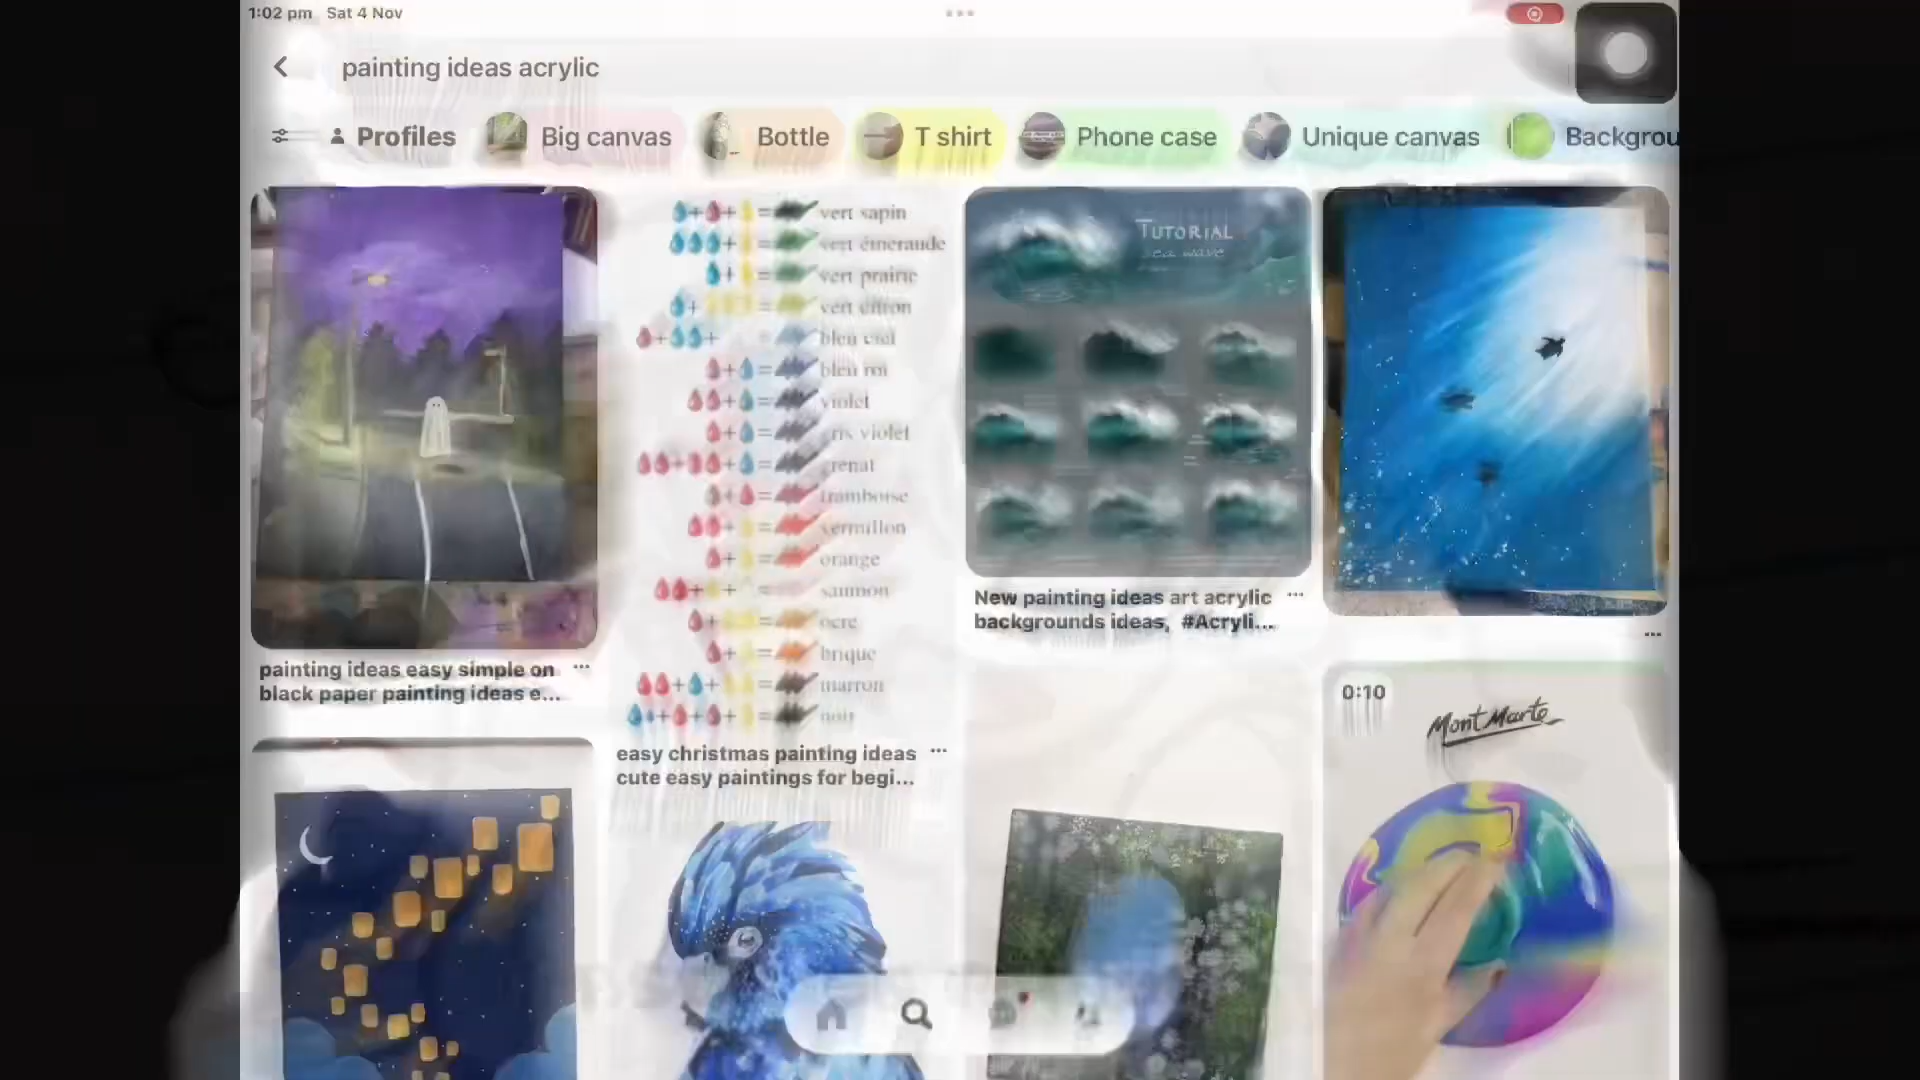 1:02 pm Sat 4 Nov
painting ideas acrylic
Profiles
Big canvas
Bottle
T shirt
Phone case
Unique canvas
Backgrou
vert sapin
vert émeraude
vert prairie
vert citron
bleu ciel
bleu roi
violet
gris violet
grenat
framboise
vermillon
orange
saumon
ocre
brique
marron
noir
TUTORIAL
sea wave
painting ideas easy simple on
black paper painting ideas e...
easy christmas painting ideas
cute easy paintings for begi...
New painting ideas art acrylic
backgrounds ideas, #Acryli...
0:10
Mont Marte